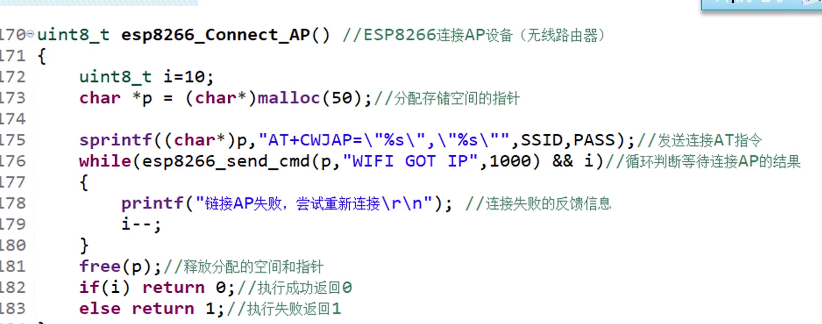 170 uint8_t esp8266_Connect_AP() //ESP8266连接AP设备（无线路由器）
171 {
172     uint8_t i=10;
173     char *p = (char*)malloc(50);//分配存储空间的指针
174
175     sprintf((char*)p,"AT+CWJAP=\"%s\",\"%s\"",SSID,PASS);//发送连接AT指令
176     while(esp8266_send_cmd(p,"WIFI GOT IP",1000) && i)//循环判断等待连接AP的结果
177     {
178         printf("链接AP失败，尝试重新连接\r\n"); //连接失败的反馈信息
179         i--;
180     }
181     free(p);//释放分配的空间和指针
182     if(i) return 0;//执行成功返回0
183     else return 1;//执行失败返回1